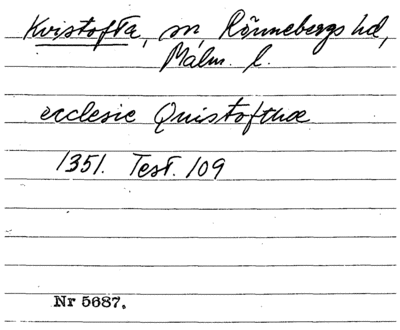 Kvistofta, sn, Rönnebergs hd,
Malm. l.
ecclesie Quistofthæ
1351. Test. 109
Nr 5687.